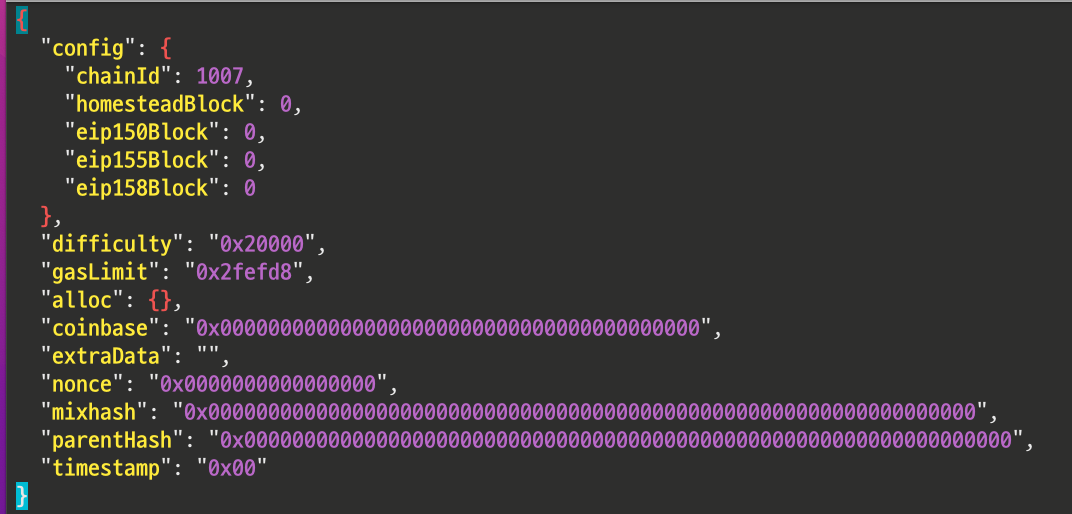 {
  "config": {
    "chainId": 1007,
    "homesteadBlock": 0,
    "eip150Block": 0,
    "eip155Block": 0,
    "eip158Block": 0
  },
  "difficulty": "0x20000",
  "gasLimit": "0x2fefd8",
  "alloc": {},
  "coinbase": "0x0000000000000000000000000000000000000000",
  "extraData": "",
  "nonce": "0x0000000000000000",
  "mixhash": "0x0000000000000000000000000000000000000000000000000000000000000000",
  "parentHash": "0x0000000000000000000000000000000000000000000000000000000000000000",
  "timestamp": "0x00"
}